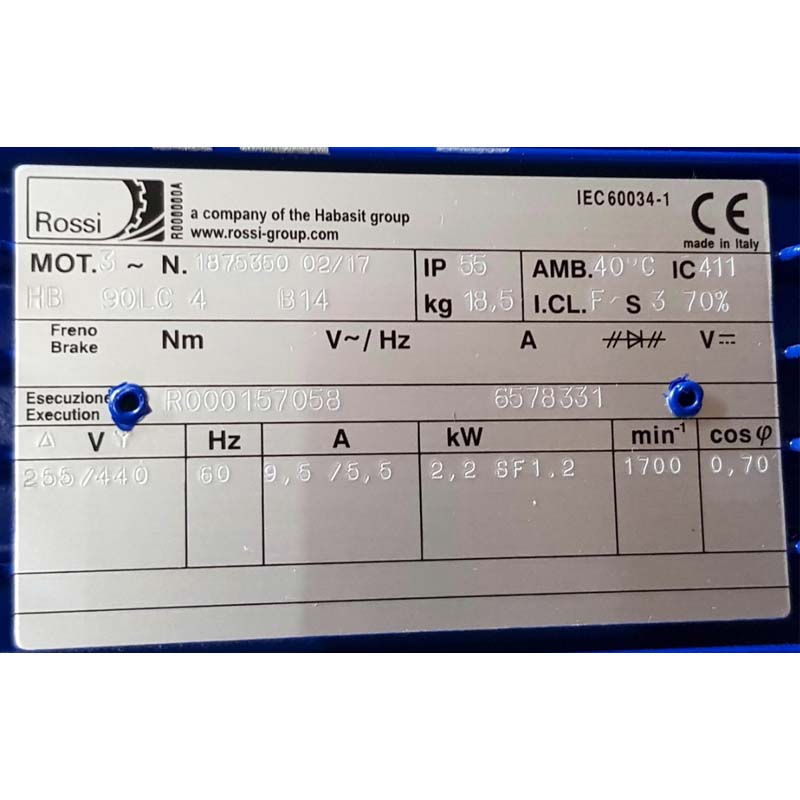 Rossi
R000000A
a company of the Habasit group
www.rossi-group.com
IEC60034-1
CE
made in Italy
MOT. 3 ~ N. 1875350 02/17
HB 90LC 4 B14
IP 55
kg 18,5
AMB. 40°C IC 411
I.CL. F S 3 70%
Freno
Brake
Nm V~/Hz A V
Esecuzione
Execution
R000157058 6578331
Δ V Y Hz A kW min-1 cosφ
255/440 60 9,5 /5,5 2,2 SF1.2 1700 0,70